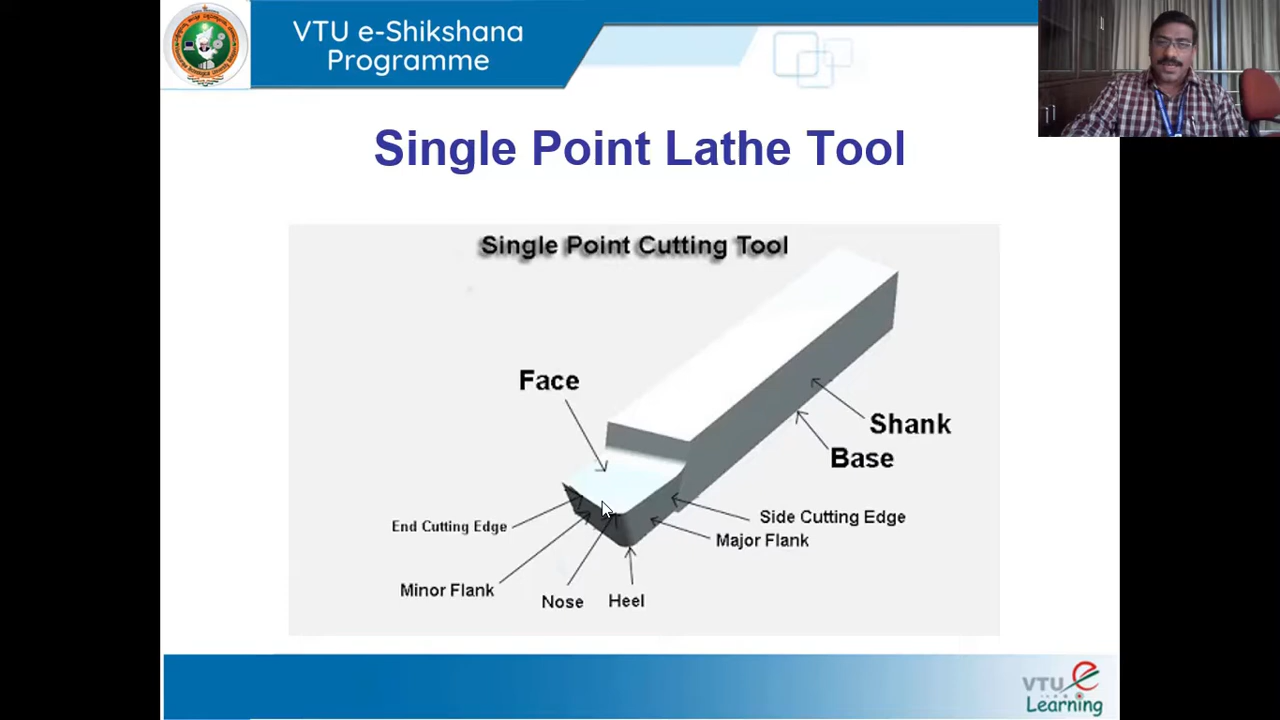 VTU e-Shikshana
Programme
Single Point Lathe Tool
Single Point Cutting Tool
Face
Shank
Base
End Cutting Edge
Side Cutting Edge
Major Flank
Minor Flank
Nose
Heel
VTU e
Learning